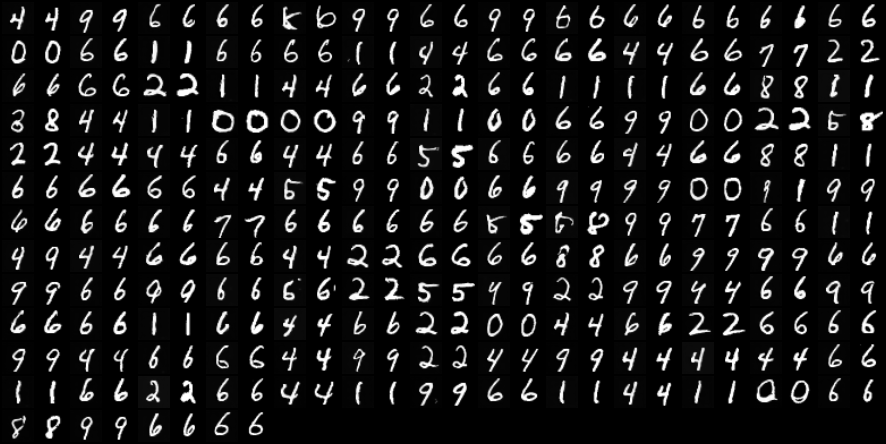 4 4 9 9 6 6 6 6 6 9 9 6 6 9 9 6 6 6 6 6 6 6 6 6 6
0 0 6 6 1 1 6 6 6 6 1 1 4 4 6 6 6 6 4 4 6 6 7 7 2 2
6 6 6 6 2 2 1 1 4 4 6 6 2 2 6 6 1 1 1 1 6 6 8 8 1 1
8 8 4 4 1 1 0 0 0 0 9 9 1 1 0 0 6 6 9 9 0 0 2 2 5 8
2 2 4 4 4 4 6 6 4 4 6 6 5 5 6 6 6 6 4 4 6 6 8 8 1 1
6 6 6 6 6 6 4 4 5 5 9 9 0 0 6 6 9 9 9 9 0 0 9 1 9 9
6 6 6 6 6 6 7 7 6 6 6 6 6 6 5 5 8 8 9 9 7 7 6 6 1 1
9 9 4 4 6 6 6 6 4 4 2 2 6 6 6 6 8 8 6 6 9 9 9 9 6 6
9 9 6 6 0 0 6 6 6 6 2 2 5 5 9 9 2 2 9 9 4 4 6 6 9 9
6 6 6 6 1 1 6 6 4 4 6 6 2 2 0 0 4 4 6 6 2 2 6 6 6 6
9 9 4 4 6 6 6 6 4 4 9 9 2 2 4 4 9 9 4 4 4 4 4 4 6 6
1 1 6 6 2 2 6 6 4 4 1 1 9 9 6 6 1 1 4 4 1 1 0 0 6 6
8 8 9 9 6 6 6 6